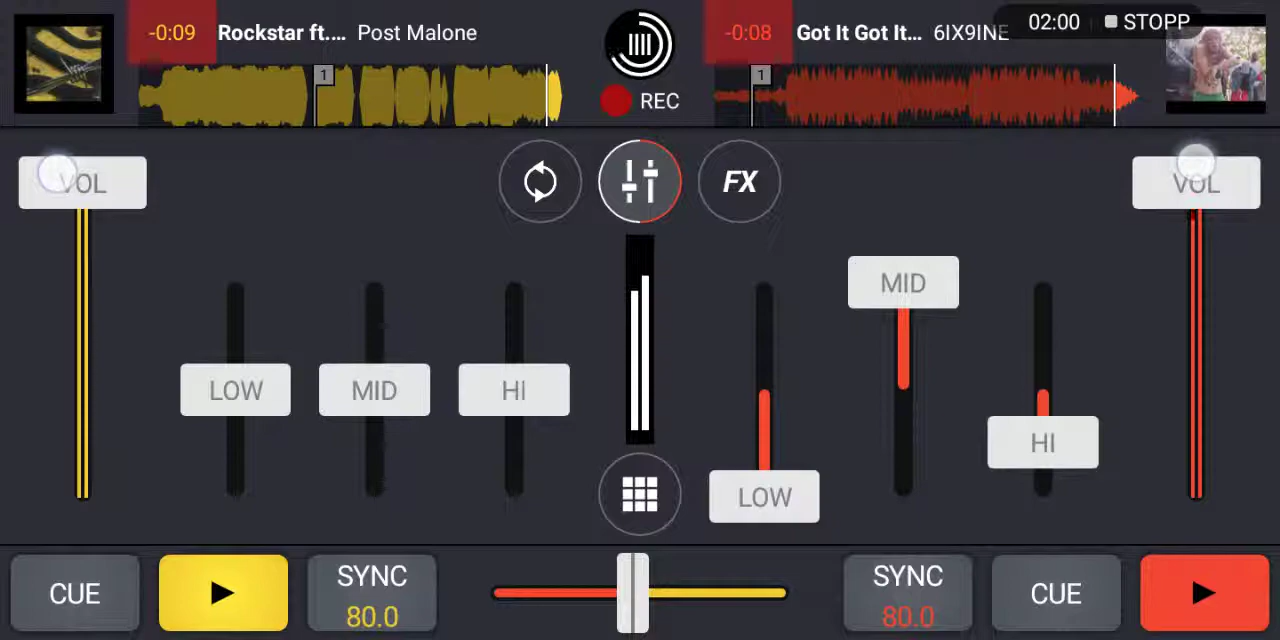 -0:09 Rockstar ft.... Post Malone
-0:08 Got It Got It... 6IX9INE
02:00 STOPP
1
1
REC
VOL
FX
VOL
MID
LOW
MID
HI
HI
LOW
CUE
SYNC
80.0
SYNC
80.0
CUE